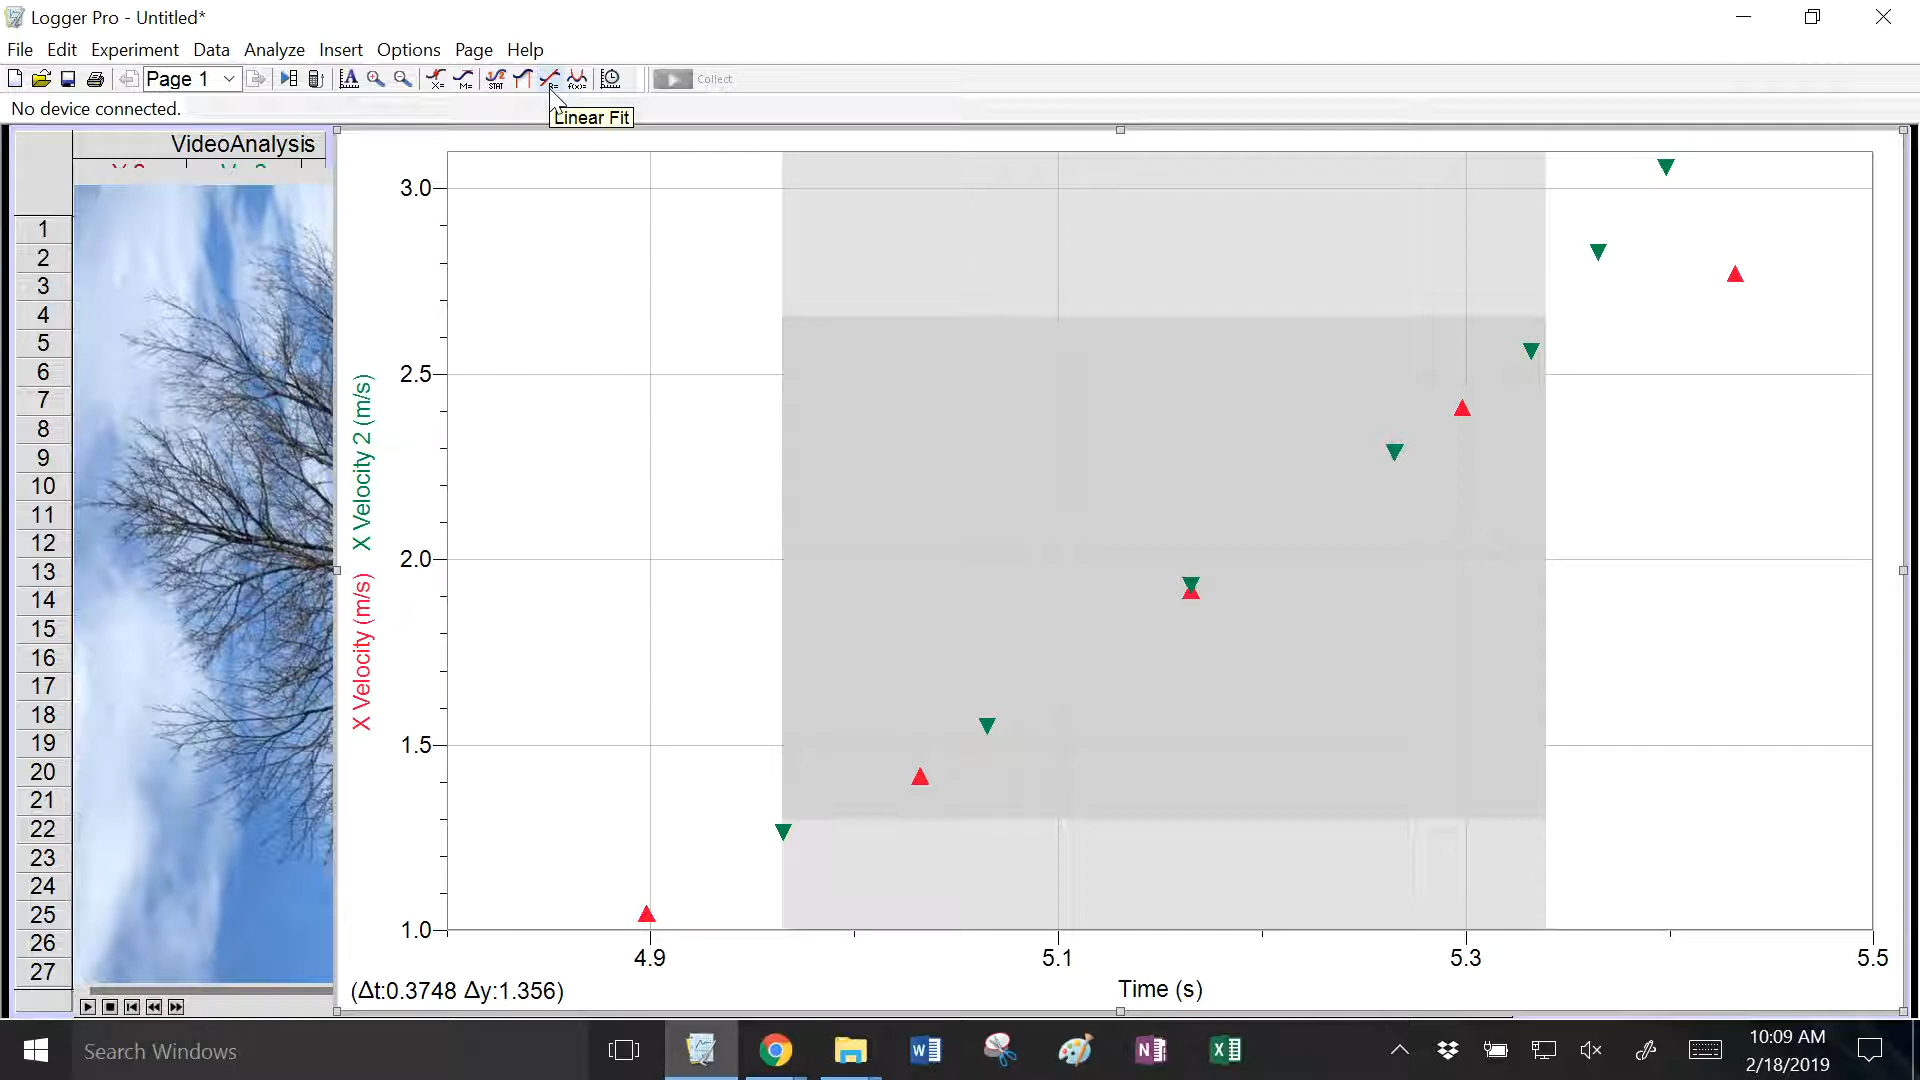 Logger Pro - Untitled*
File Edit Experiment Data Analyze Insert Options Page Help
Page 1
Collect
No device connected.
Linear Fit
VideoAnalysis
1
2
3
4
5
6
7
8
9
10
11
12
13
14
15
16
17
18
19
20
21
22
23
24
25
26
27
X Velocity 2 (m/s)
X Velocity (m/s)
3.0
2.5
2.0
1.5
1.0
4.9 5.1 5.3 5.5
(Δt:0.3748 Δy:1.356)
Time (s)
Search Windows
10:09 AM
2/18/2019